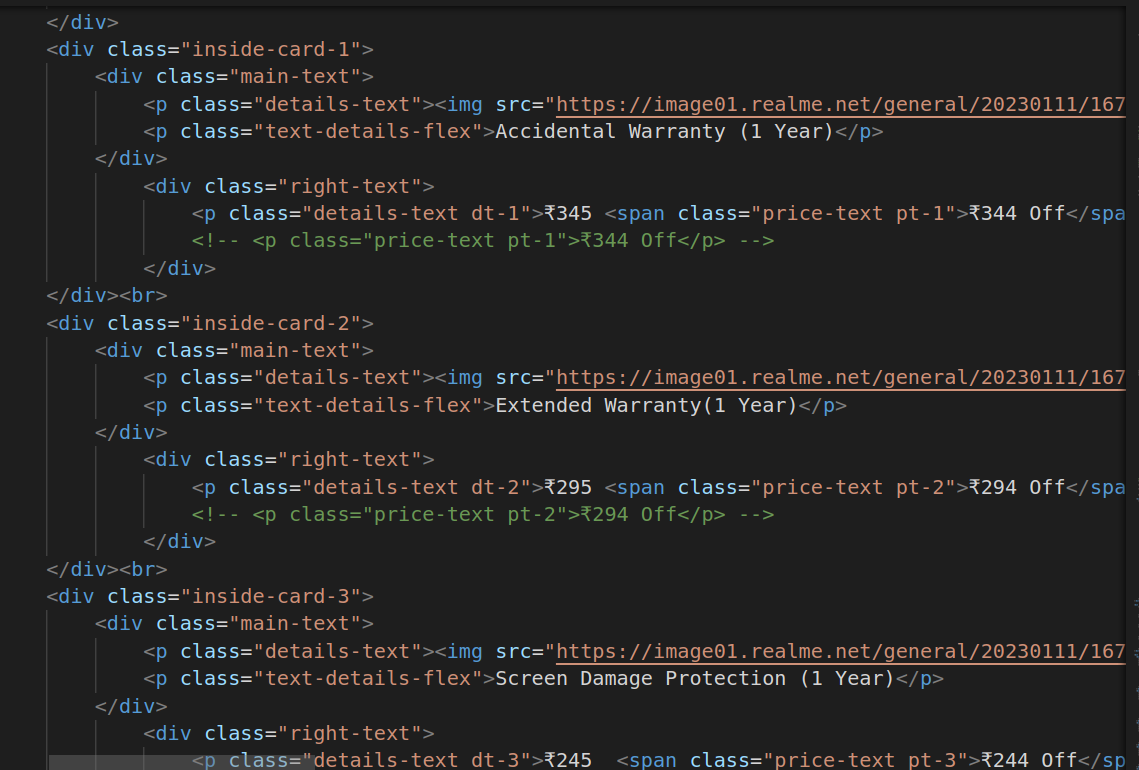 </div>
<div class="inside-card-1">
<div class="main-text">
<p class="details-text"><img src="https://image01.realme.net/general/20230111/167
<p class="text-details-flex">Accidental Warranty (1 Year)</p>
</div>
<div class="right-text">
<p class="details-text dt-1">₹345 <span class="price-text pt-1">₹344 Off</spa
<!-- <p class="price-text pt-1">₹344 Off</p> -->
</div>
</div><br>
<div class="inside-card-2">
<div class="main-text">
<p class="details-text"><img src="https://image01.realme.net/general/20230111/167
<p class="text-details-flex">Extended Warranty(1 Year)</p>
</div>
<div class="right-text">
<p class="details-text dt-2">₹295 <span class="price-text pt-2">₹294 Off</spa
<!-- <p class="price-text pt-2">₹294 Off</p> -->
</div>
</div><br>
<div class="inside-card-3">
<div class="main-text">
<p class="details-text"><img src="https://image01.realme.net/general/20230111/167
<p class="text-details-flex">Screen Damage Protection (1 Year)</p>
</div>
<div class="right-text">
<p class="details-text dt-3">₹245  <span class="price-text pt-3">₹244 Off</sp